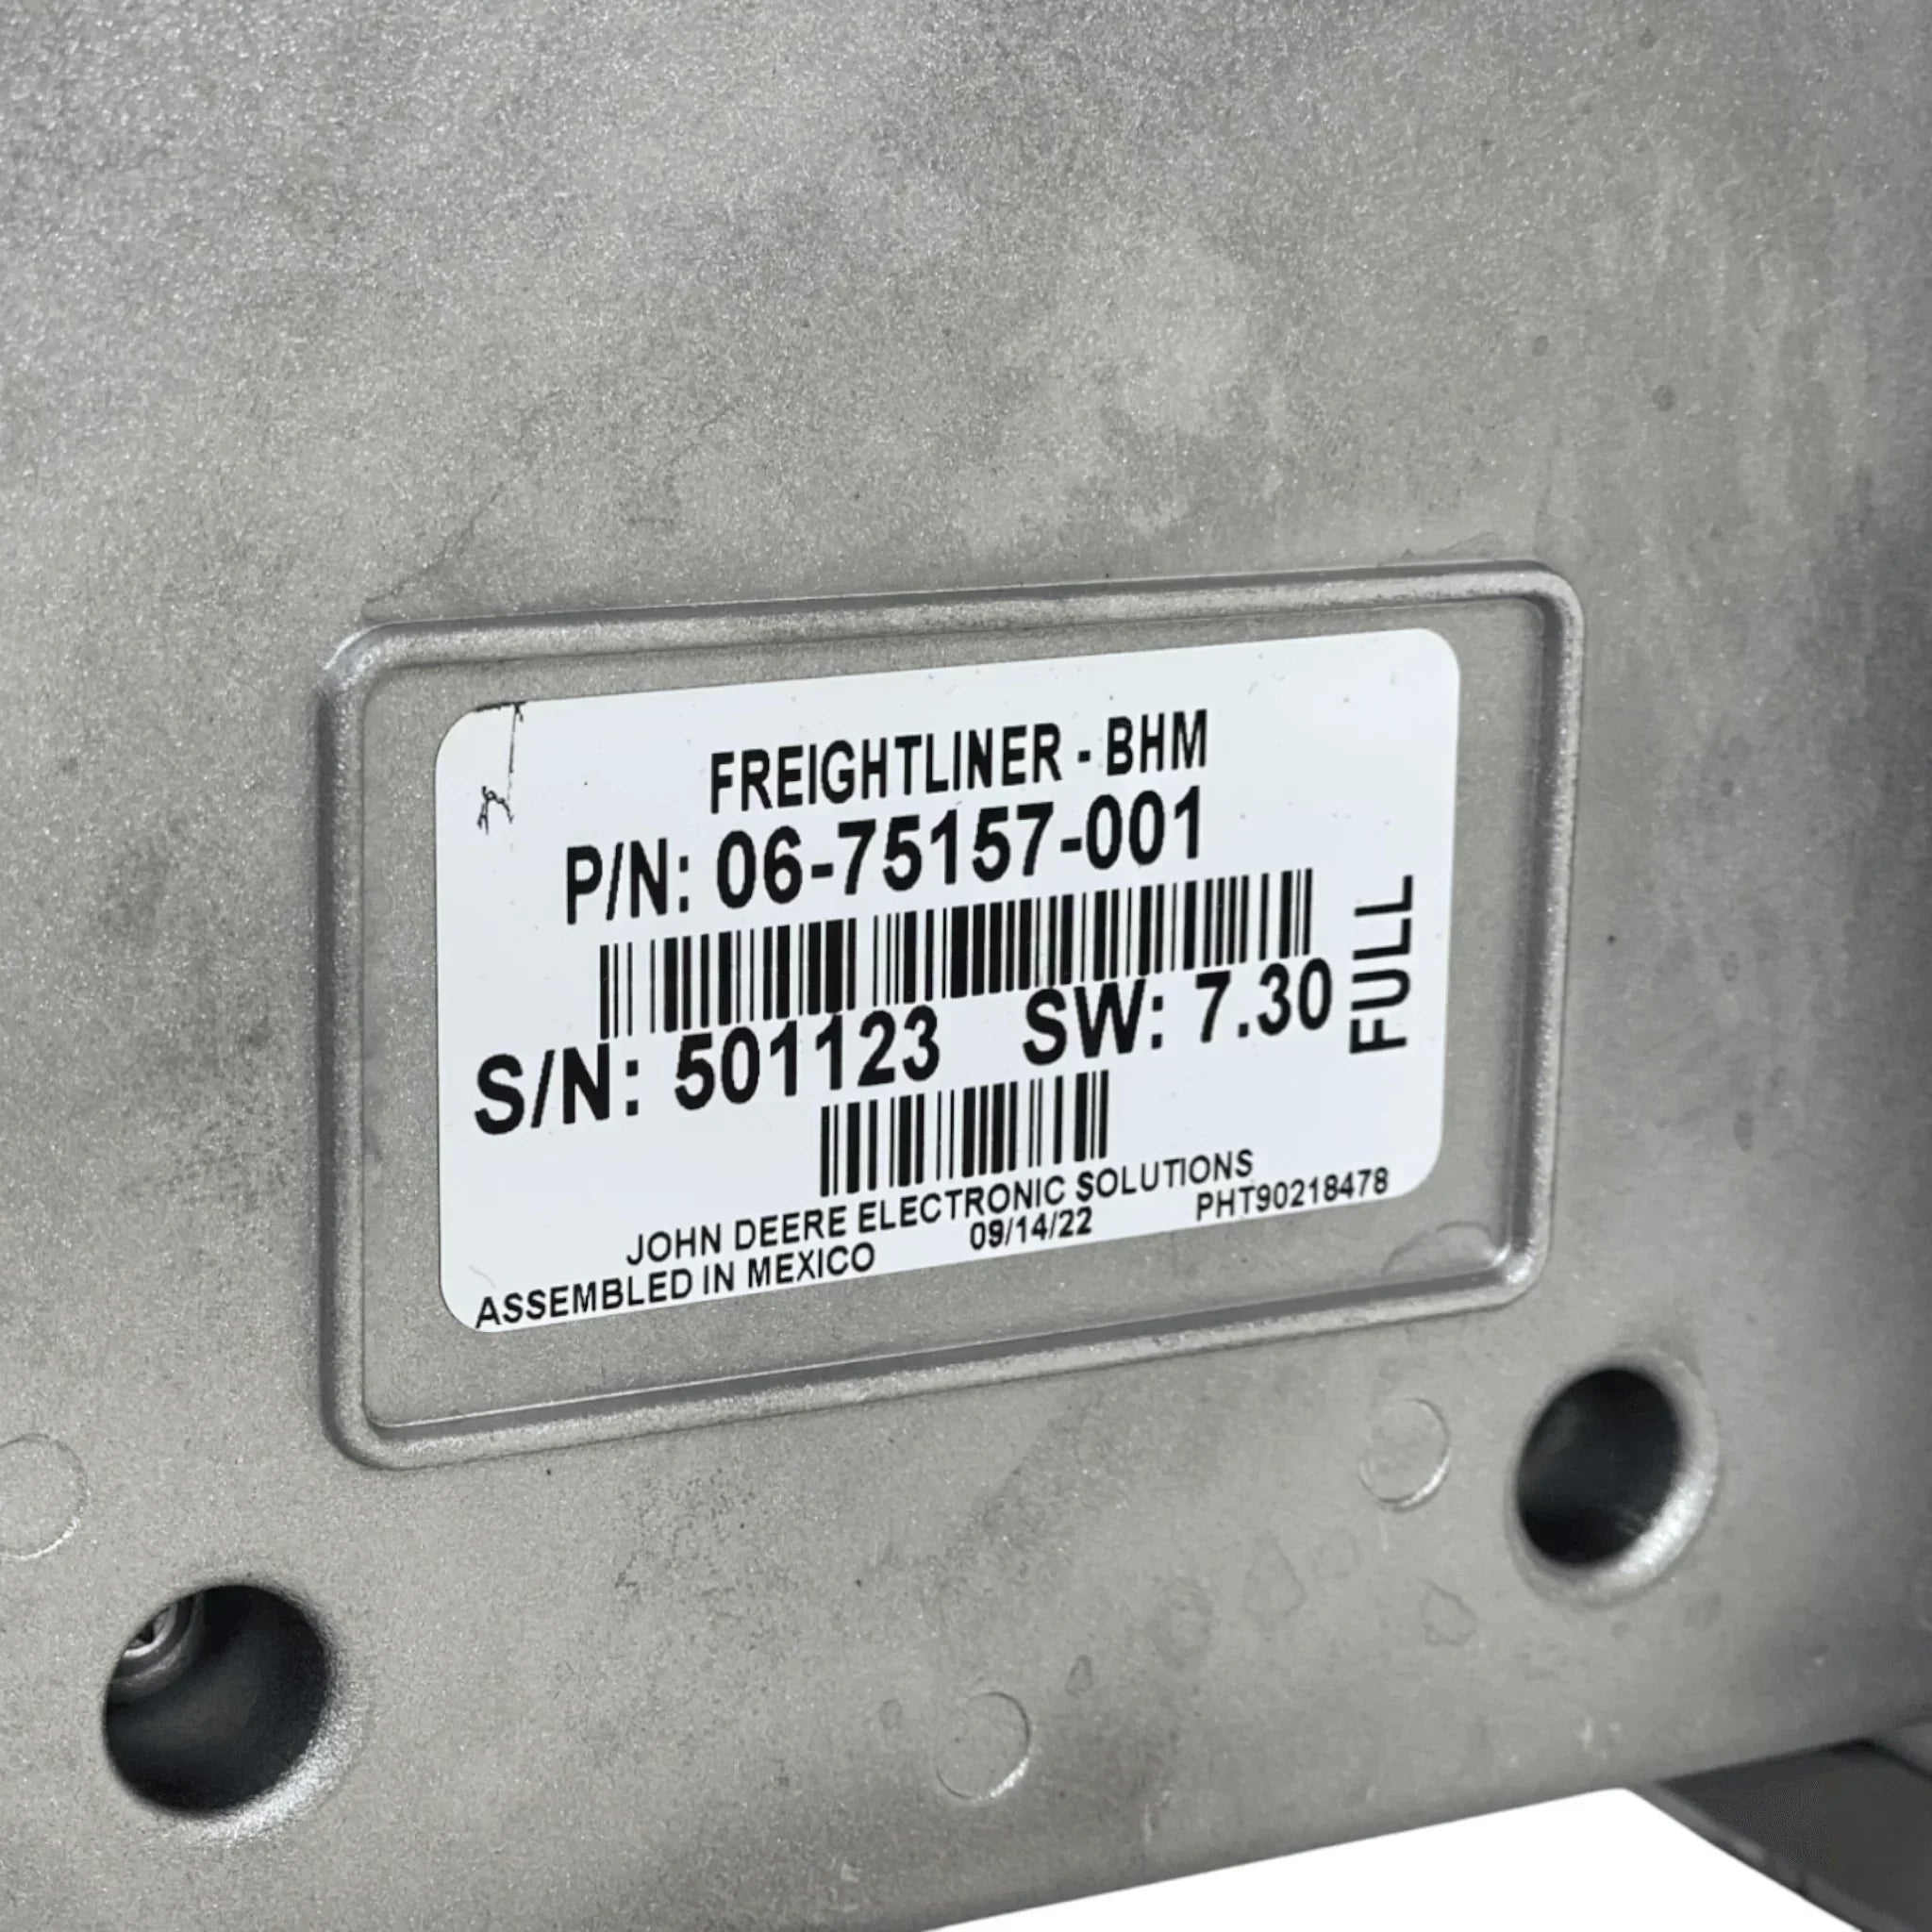 FREIGHTLINER - BHM
P/N: 06-75157-001
S/N: 501123 SW: 7.30
FULL
JOHN DEERE ELECTRONIC SOLUTIONS
ASSEMBLED IN MEXICO 09/14/22 PHT90218478